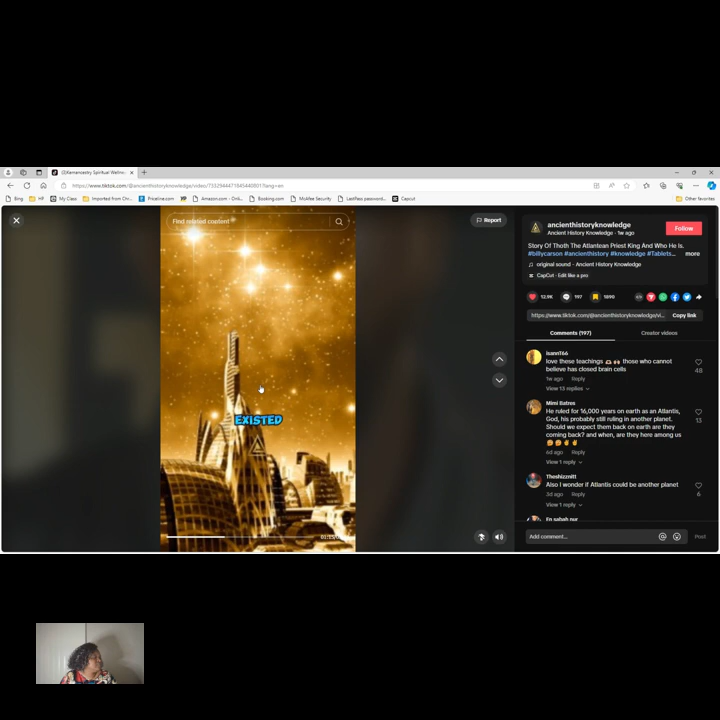 https://www.tiktok.com/@ancienthistoryknowledge/video/
Bing
My Class
Priceline.com
Booking.com
McAfee Security
LastPass password...
Capcut
Other favorites
Find related content
Report
EXISTED
ancienthistoryknowledge
Ancient History Knowledge · 1w ago
Follow
Story Of Thoth The Atlantean Priest King And Who He Is.
#billycarson #ancienthistory #knowledge #Tablets... more
original sound - Ancient History Knowledge
CapCut · Edit like a pro
12.9K
197
1890
Copy link
Comments (197)
Creator videos
love these teachings 🫶🏽🙌🏽 those who cannot
believe has closed brain cells
48
1w ago Reply
View 13 replies
Mimi Batres
He ruled for 16,000 years on earth as an Atlantis,
God, his probably still ruling in another planet.
Should we expect them back on earth are they
coming back? and when, are they here among us
13
6d ago Reply
View 1 reply
Theshizznitt
Also I wonder if Atlantis could be another planet
6
3d ago Reply
View 1 reply
En sabah nur
Add comment...
Post